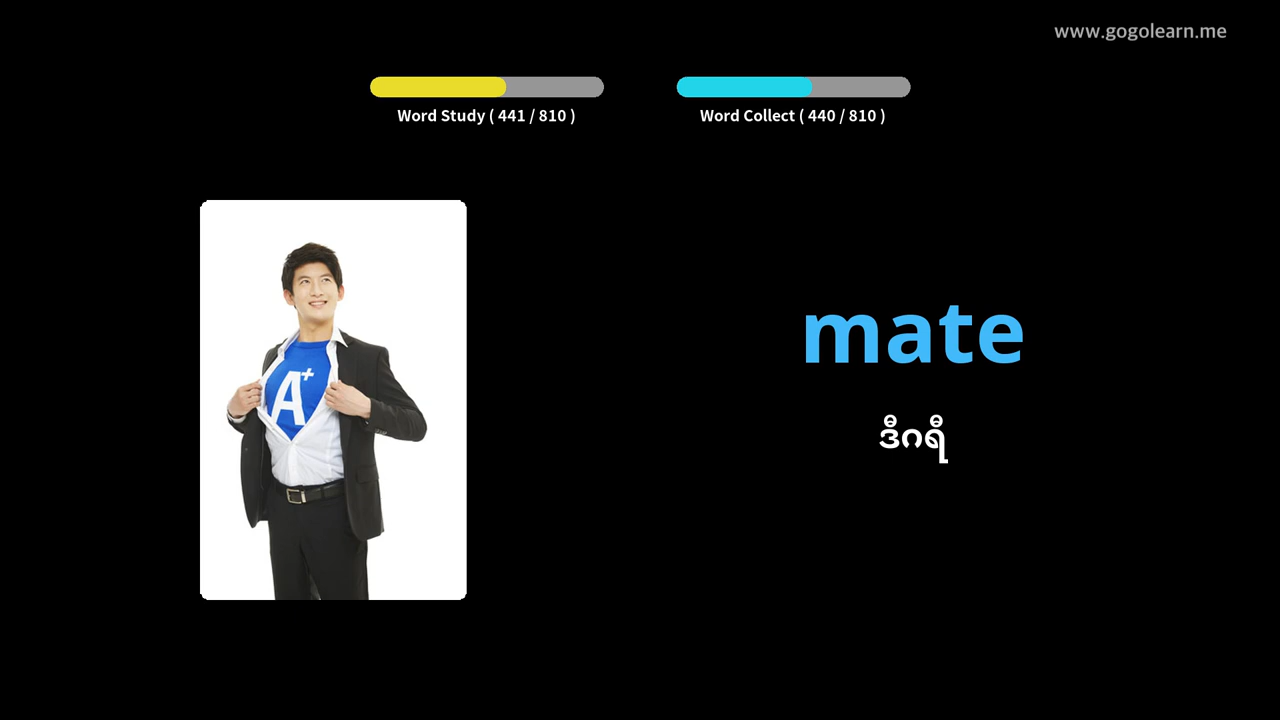 www.gogolearn.me
Word Study ( 441 / 810 )
Word Collect ( 440 / 810 )
A+
mate
ဒီဂရီ